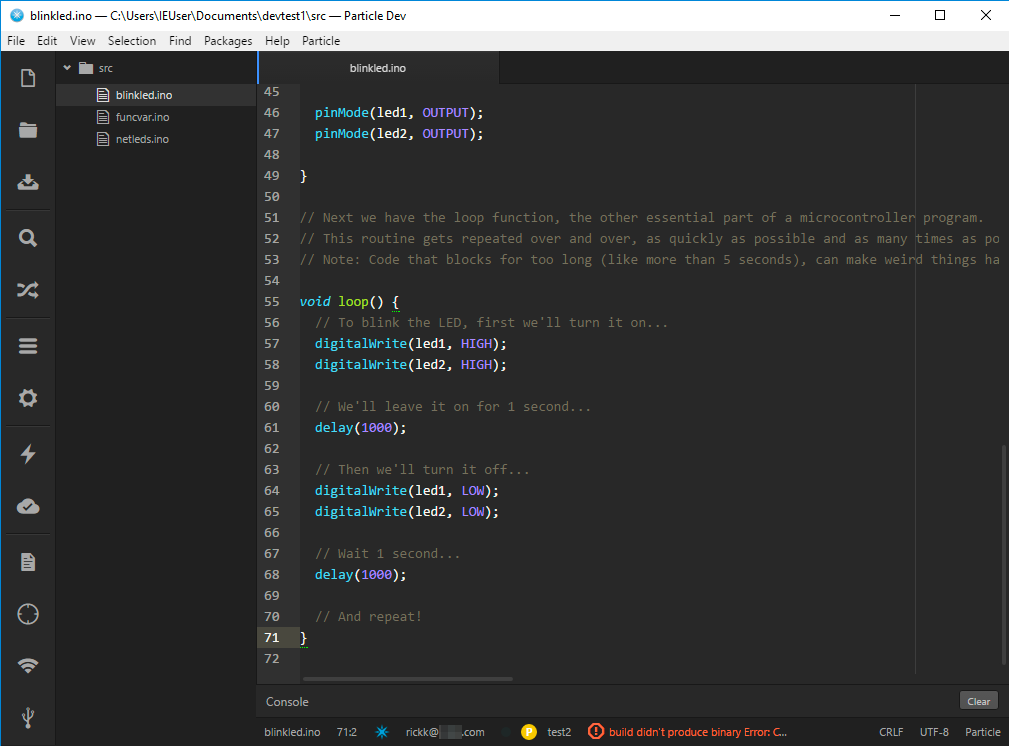 blinkled.ino — C:\Users\IEUser\Documents\devtest1\src — Particle Dev
File Edit View Selection Find Packages Help Particle
src
blinkled.ino
funcvar.ino
netleds.ino
blinkled.ino
45
46 pinMode(led1, OUTPUT);
47 pinMode(led2, OUTPUT);
48
49 }
50
51 // Next we have the loop function, the other essential part of a microcontroller program.
52 // This routine gets repeated over and over, as quickly as possible and as many times as po
53 // Note: Code that blocks for too long (like more than 5 seconds), can make weird things ha
54
55 void loop() {
56 // To blink the LED, first we'll turn it on...
57 digitalWrite(led1, HIGH);
58 digitalWrite(led2, HIGH);
59
60 // We'll leave it on for 1 second...
61 delay(1000);
62
63 // Then we'll turn it off...
64 digitalWrite(led1, LOW);
65 digitalWrite(led2, LOW);
66
67 // Wait 1 second...
68 delay(1000);
69
70 // And repeat!
71 }
72
Console
Clear
blinkled.ino 71:2 rickk@ .com P test2 build didn't produce binary Error: C... CRLF UTF-8 Particle